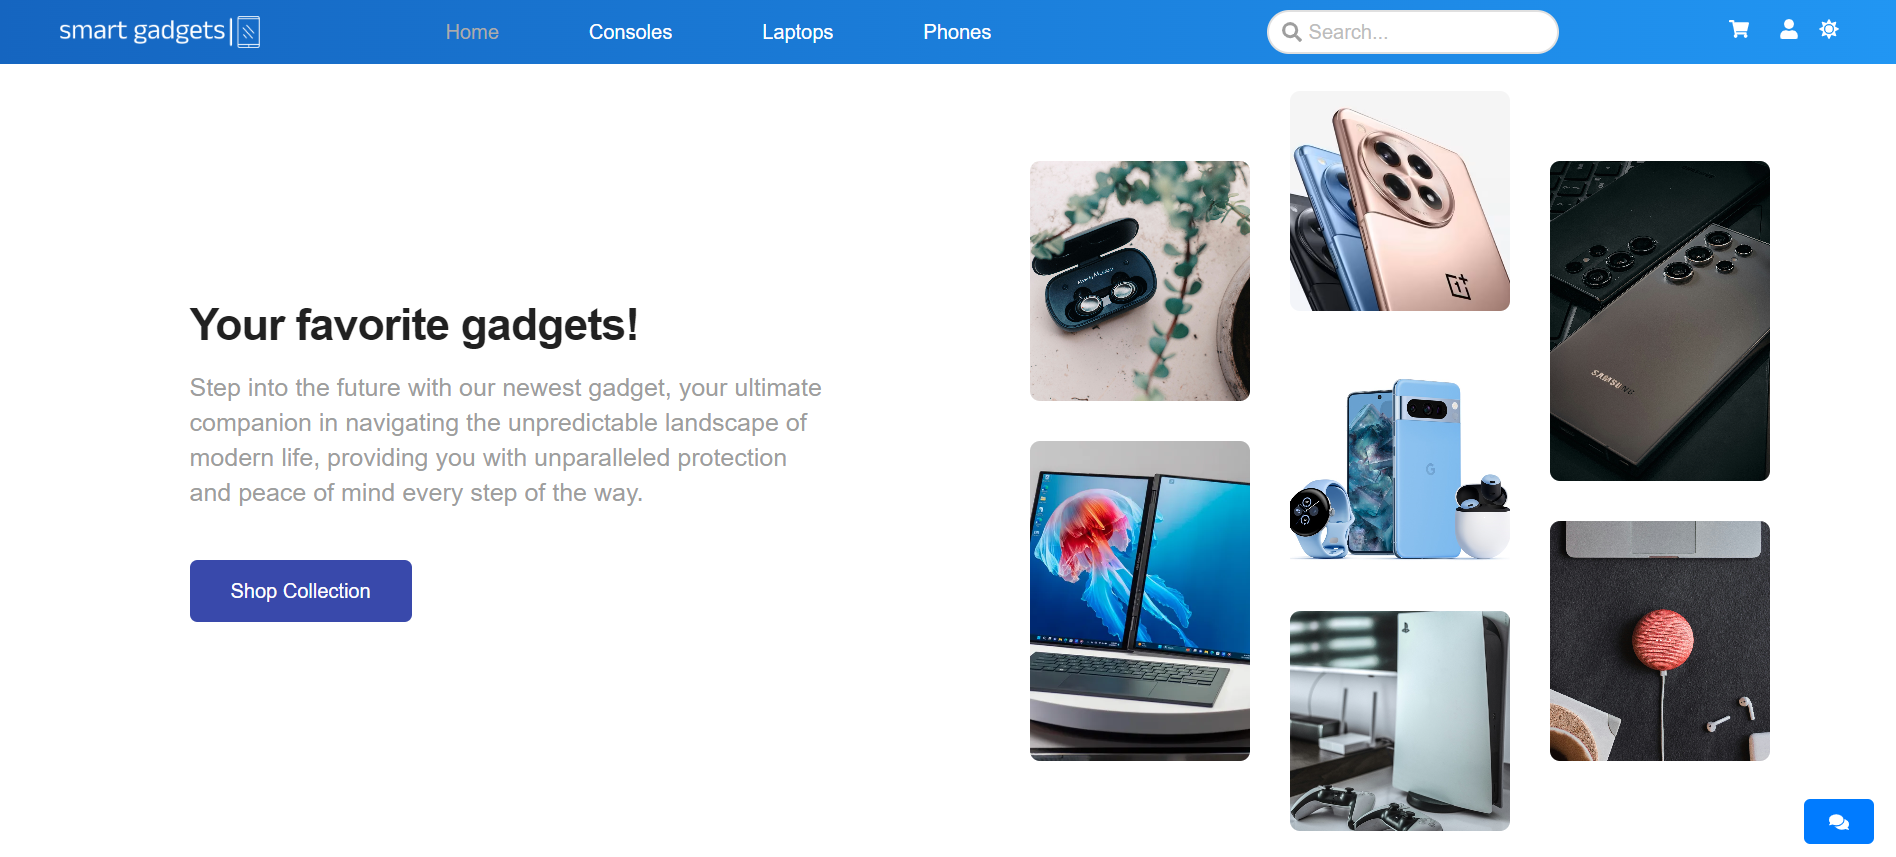 smart gadgets
Home
Consoles
Laptops
Phones
Search...
Your favorite gadgets!
Step into the future with our newest gadget, your ultimate
companion in navigating the unpredictable landscape of
modern life, providing you with unparalleled protection
and peace of mind every step of the way.
Shop Collection
SAMSUNG